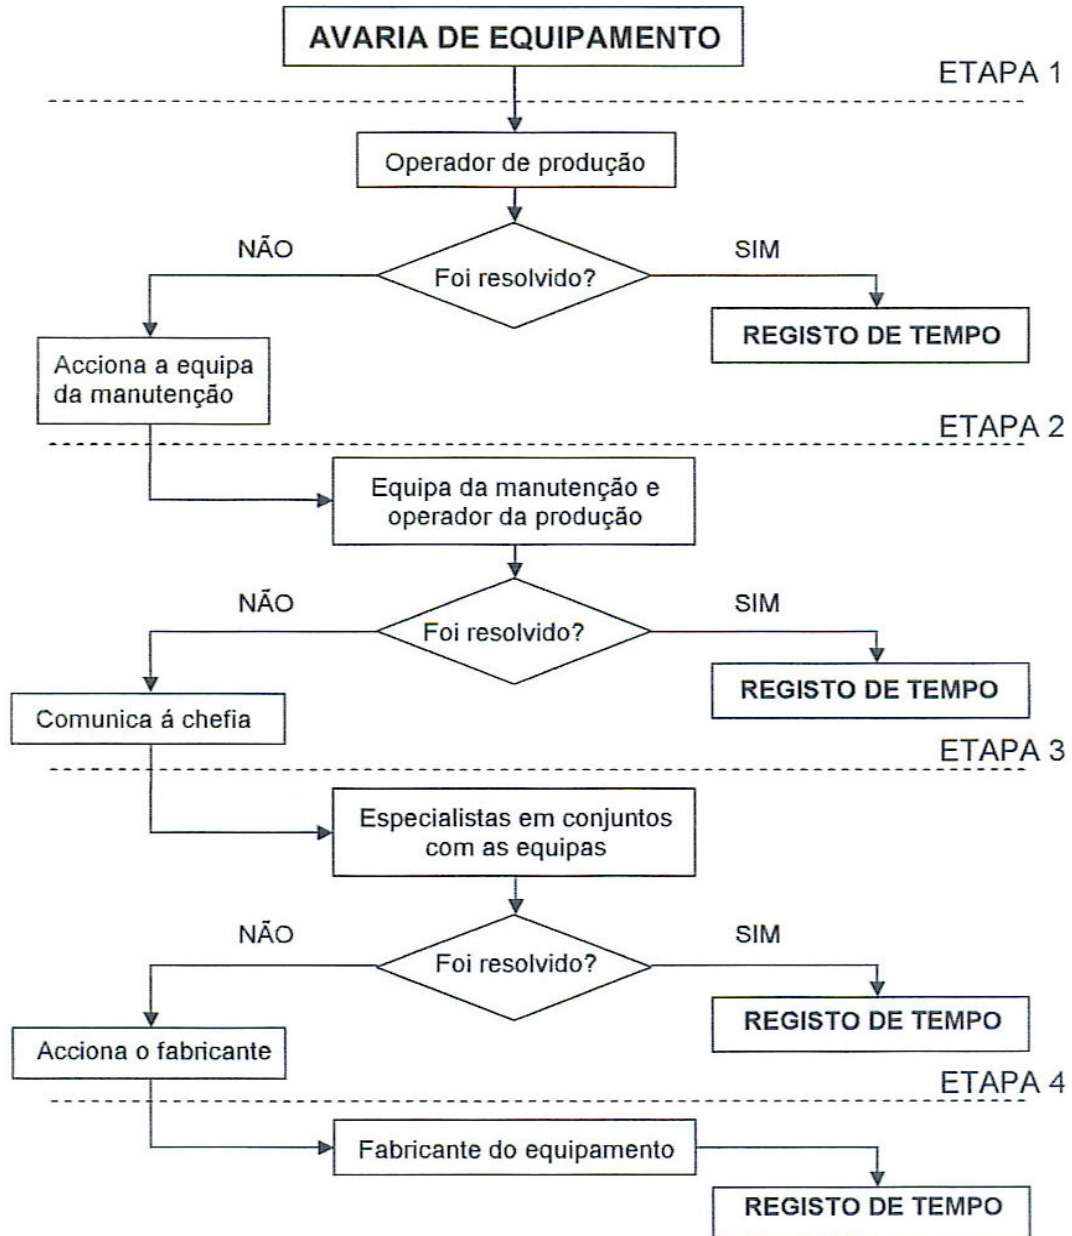 AVARIA DE EQUIPAMENTO
ETAPA 1
Operador de produção
NÃO
SIM
Foi resolvido?
REGISTO DE TEMPO
Acciona a equipa
da manutenção
ETAPA 2
Equipa da manutenção e
operador da produção
NÃO
SIM
Foi resolvido?
REGISTO DE TEMPO
Comunica á chefia
ETAPA 3
Especialistas em conjuntos
com as equipas
NÃO
SIM
Foi resolvido?
REGISTO DE TEMPO
Acciona o fabricante
ETAPA 4
Fabricante do equipamento
REGISTO DE TEMPO